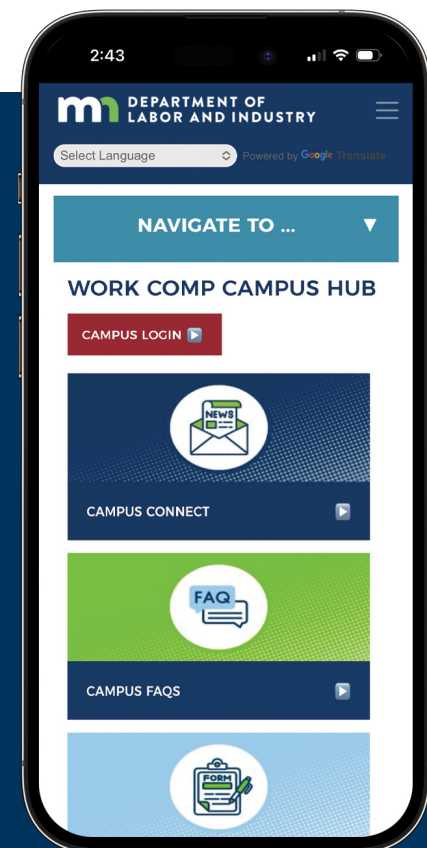 2:43
DEPARTMENT OF
LABOR AND INDUSTRY
Select Language
Powered by Google Translate
NAVIGATE TO ... ▼
WORK COMP CAMPUS HUB
CAMPUS LOGIN
NEWS
CAMPUS CONNECT
FAQ
CAMPUS FAQS
FORM